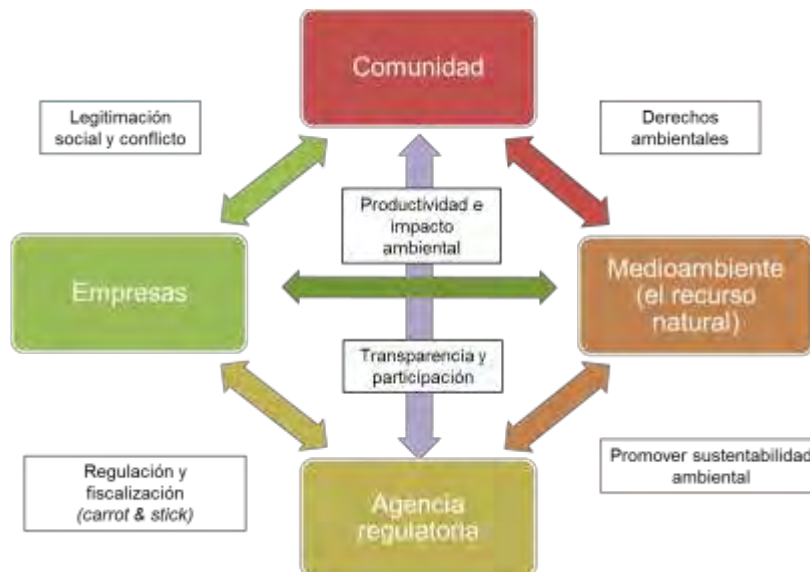 Comunidad
Legitimación
social y conflicto
Derechos
ambientales
Productividad e
impacto
ambiental
Empresas
Medioambiente
(el recurso
natural)
Transparencia y
participación
Regulación y
fiscalización
(carrot & stick)
Agencia
regulatoria
Promover sustentabilidad
ambiental